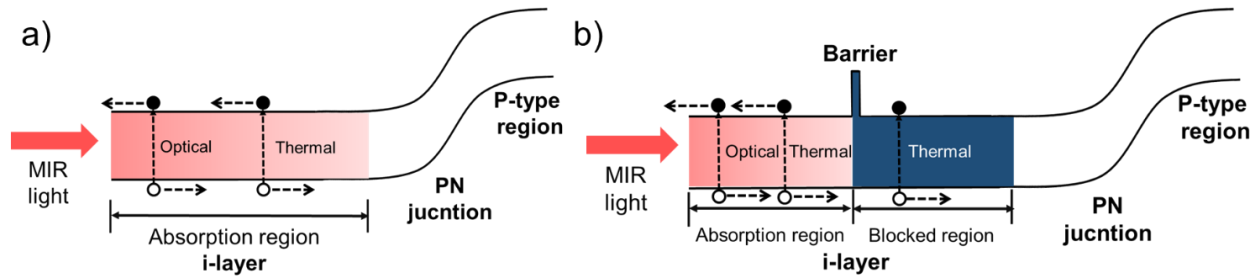 a)
Optical
Thermal
MIR
light
P-type
region
PN
jucntion
Absorption region
i-layer
b)
Barrier
Optical
Thermal
Thermal
MIR
light
P-type
region
PN
jucntion
Absorption region
Blocked region
i-layer